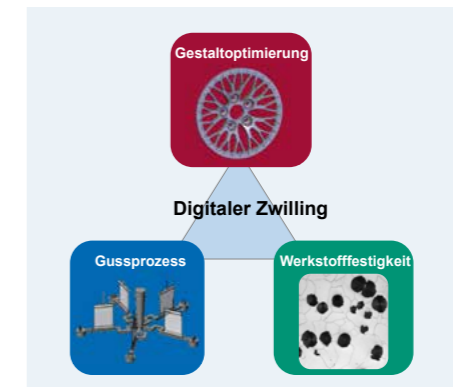 Gestaltoptimierung
Digitaler Zwilling
Gussprozess
Werkstofffestigkeit